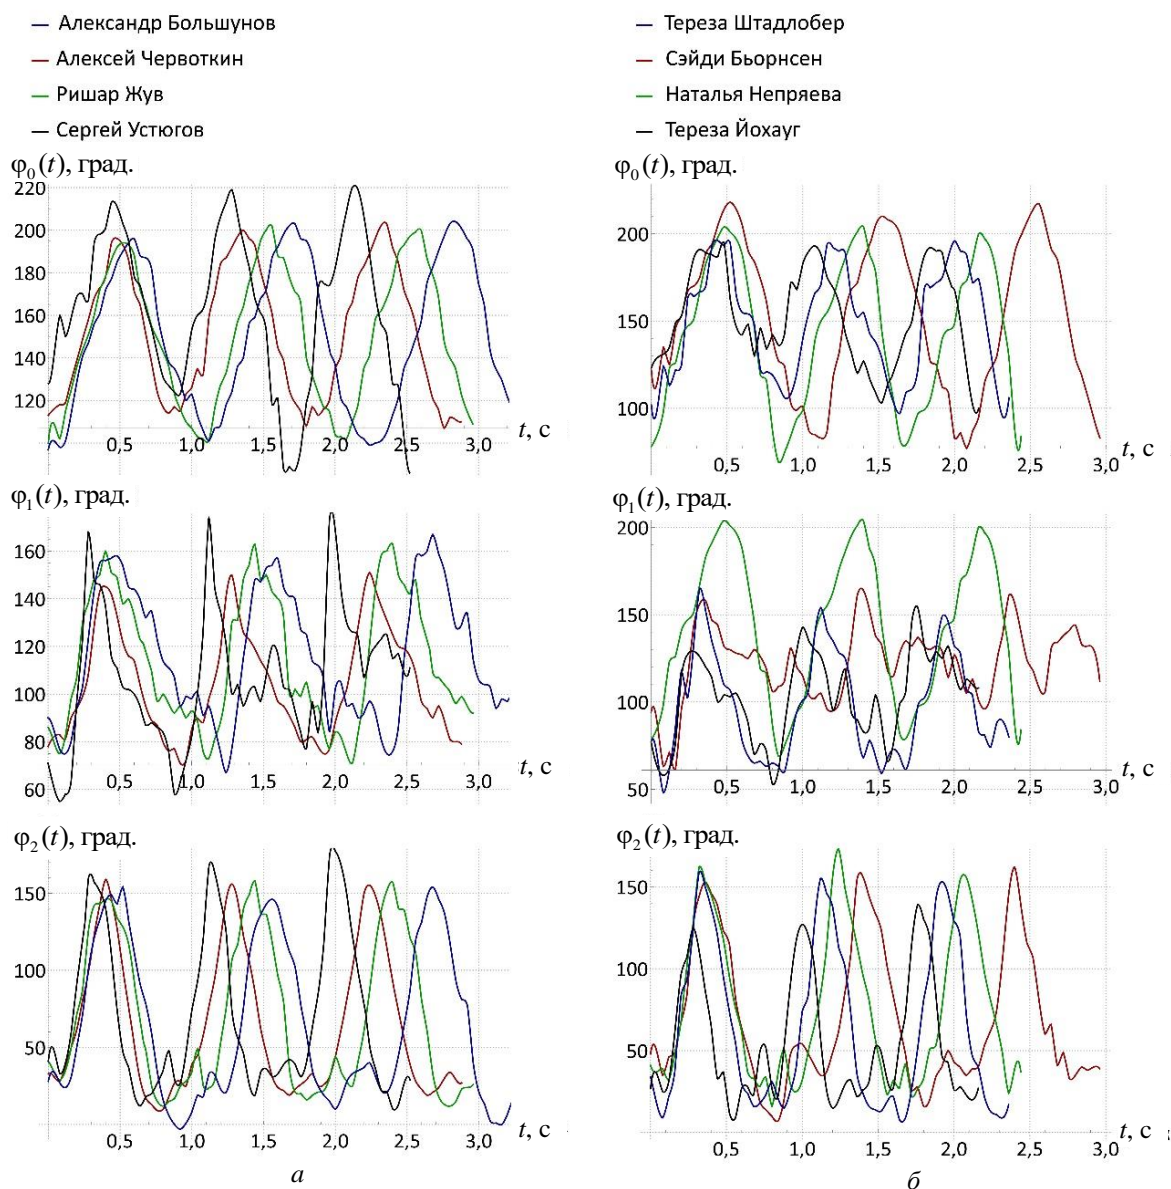 — Александр Большунов
— Алексей Червоткин
— Ришар Жув
— Сергей Устюгов
φ₀(t), град.
220
200
180
160
140
120
0,5 1,0 1,5 2,0 2,5 3,0
t, с
φ₁(t), град.
160
140
120
100
80
60
0,5 1,0 1,5 2,0 2,5 3,0
t, с
φ₂(t), град.
150
100
50
0,5 1,0 1,5 2,0 2,5 3,0
t, с
а
— Тереза Штадлобер
— Сэйди Бьорнсен
— Наталья Непряева
— Тереза Йохауг
φ₀(t), град.
200
150
100
0,5 1,0 1,5 2,0 2,5 3,0
t, с
φ₁(t), град.
200
150
100
50
0,5 1,0 1,5 2,0 2,5 3,0
t, с
φ₂(t), град.
150
100
50
0,5 1,0 1,5 2,0 2,5 3,0
t, с
б